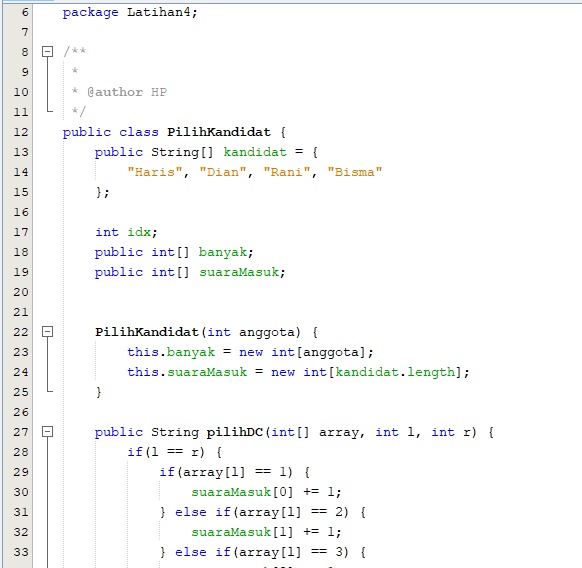 6 package Latihan4;
7
8 /**
9 *
10 * @author HP
11 */
12 public class PilihKandidat {
13 public String[] kandidat = {
14 "Haris", "Dian", "Rani", "Bisma"
15 };
16
17 int idx;
18 public int[] banyak;
19 public int[] suaraMasuk;
20
21
22 PilihKandidat(int anggota) {
23 this.banyak = new int[anggota];
24 this.suaraMasuk = new int[kandidat.length];
25 }
26
27 public String pilihDC(int[] array, int l, int r) {
28 if(l == r) {
29 if(array[l] == 1) {
30 suaraMasuk[0] += 1;
31 } else if(array[l] == 2) {
32 suaraMasuk[1] += 1;
33 } else if(array[l] == 3) {